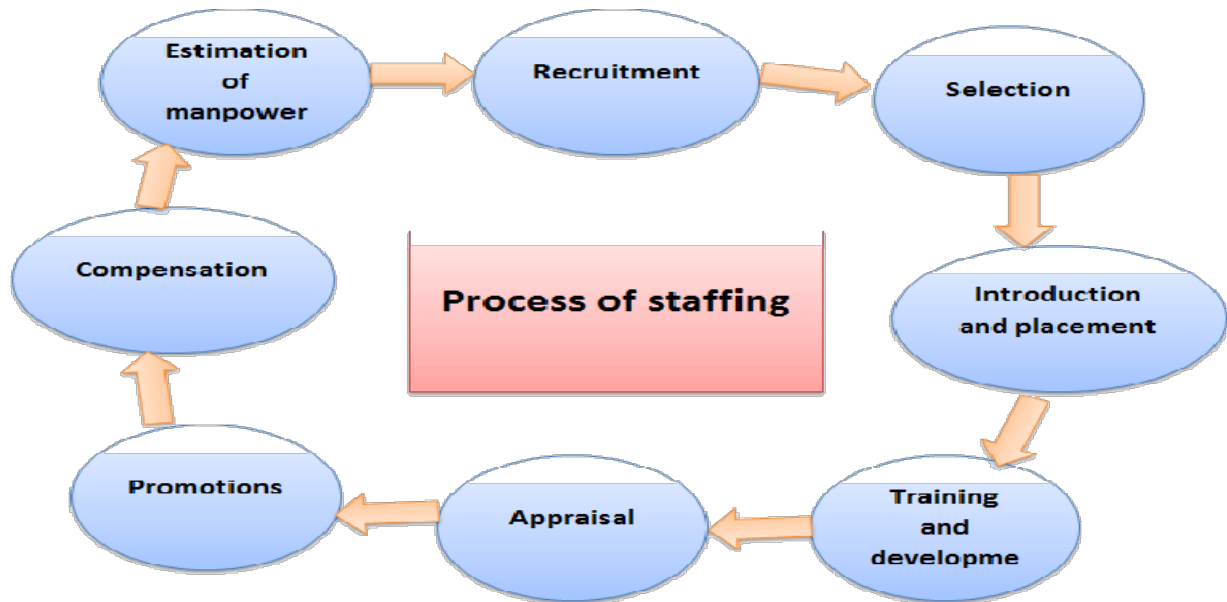 Estimation
of
manpower
Recruitment
Selection
Introduction
and placement
Training
and
developme
Appraisal
Promotions
Compensation
Process of staffing